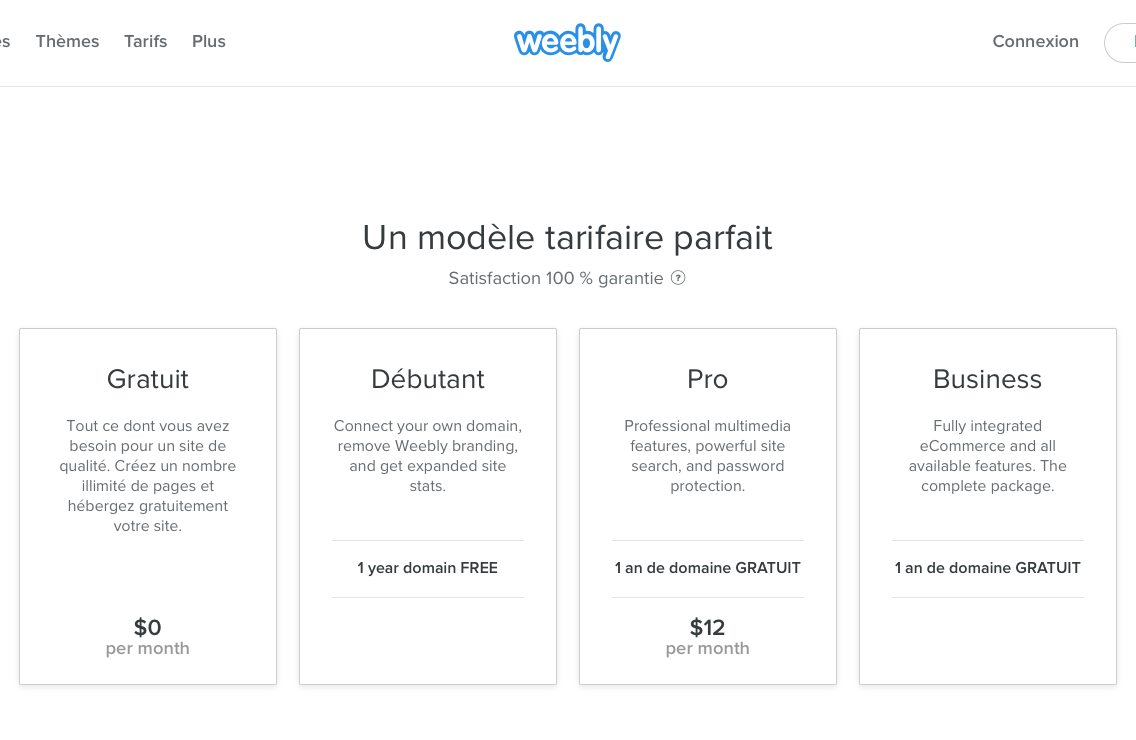 Thèmes Tarifs Plus weebly Connexion
Un modèle tarifaire parfait
Satisfaction 100 % garantie ?
Gratuit
Tout ce dont vous avez
besoin pour un site de
qualité. Créez un nombre
illimité de pages et
hébergez gratuitement
votre site.
$0
per month
Débutant
Connect your own domain,
remove Weebly branding,
and get expanded site
stats.
1 year domain FREE
Pro
Professional multimedia
features, powerful site
search, and password
protection.
1 an de domaine GRATUIT
$12
per month
Business
Fully integrated
eCommerce and all
available features. The
complete package.
1 an de domaine GRATUIT